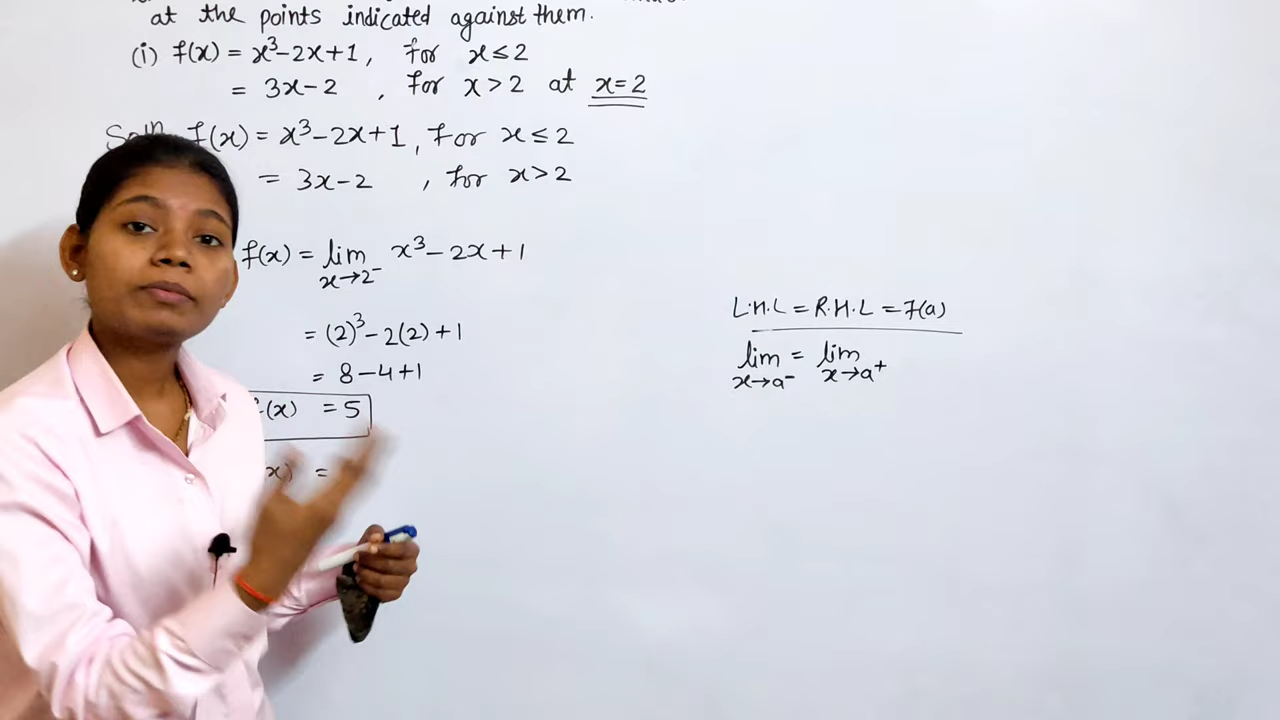 at the points indicated against them.
(i) f(x) = x³-2x+1, for x≤2
= 3x-2 , for x>2 at x=2
Soln f(x) = x³-2x+1, for x≤2
= 3x-2 , for x>2
f(x) = lim x→2⁻ x³-2x+1
= (2)³-2(2)+1
= 8-4+1
f(x) = 5
x) =
L.H.L = R.H.L = f(a)
lim x→a⁻ = lim x→a⁺